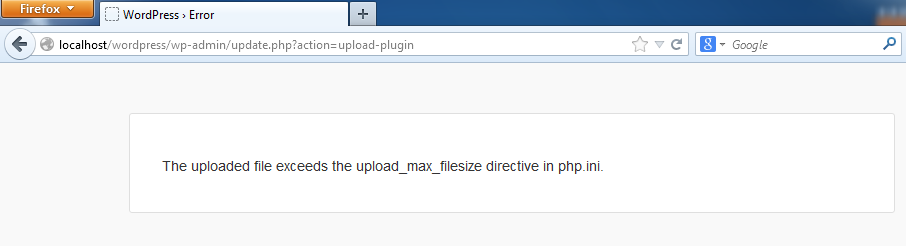 Firefox
WordPress › Error
localhost/wordpress/wp-admin/update.php?action=upload-plugin
Google
The uploaded file exceeds the upload_max_filesize directive in php.ini.